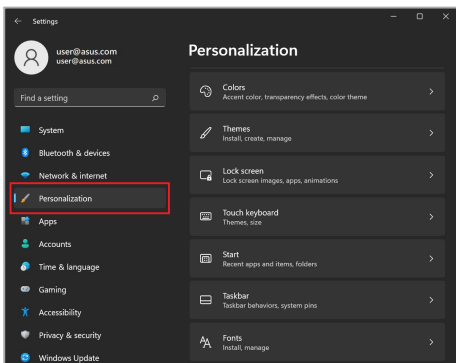 Settings
user@asus.com
user@asus.com
Find a setting
System
Bluetooth & devices
Network & internet
Personalization
Apps
Accounts
Time & language
Gaming
Accessibility
Privacy & security
Windows Update
Personalization
Colors
Accent color, transparency effects, color theme
Themes
Install, create, manage
Lock screen
Lock screen images, apps, animations
Touch keyboard
Themes, size
Start
Recent apps and items, folders
Taskbar
Taskbar behaviors, system pins
Fonts
Install, manage